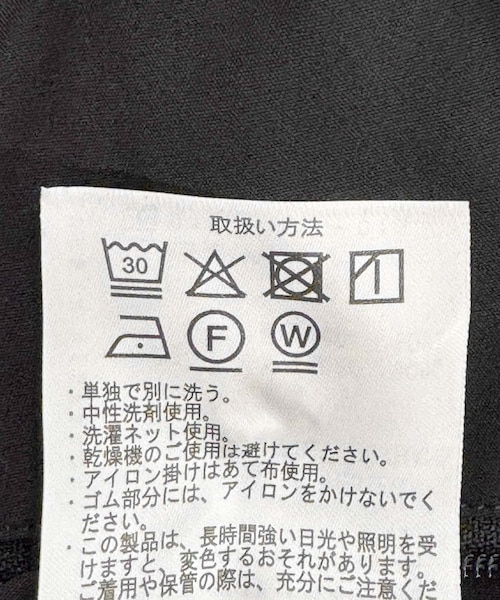 取扱い方法
30
F
W
・単独で別に洗う。
・中性洗剤使用。
・洗濯ネット使用。
・乾燥機のご使用は避けてください。
・アイロン掛けはあて布使用。
・ゴム部分には、アイロンをかけないでく
ださい。
・この製品は、長時間強い日光や照明を受
けますと、変色するおそれがあります。
ご着用や保管の際は、充分にご注意くだ